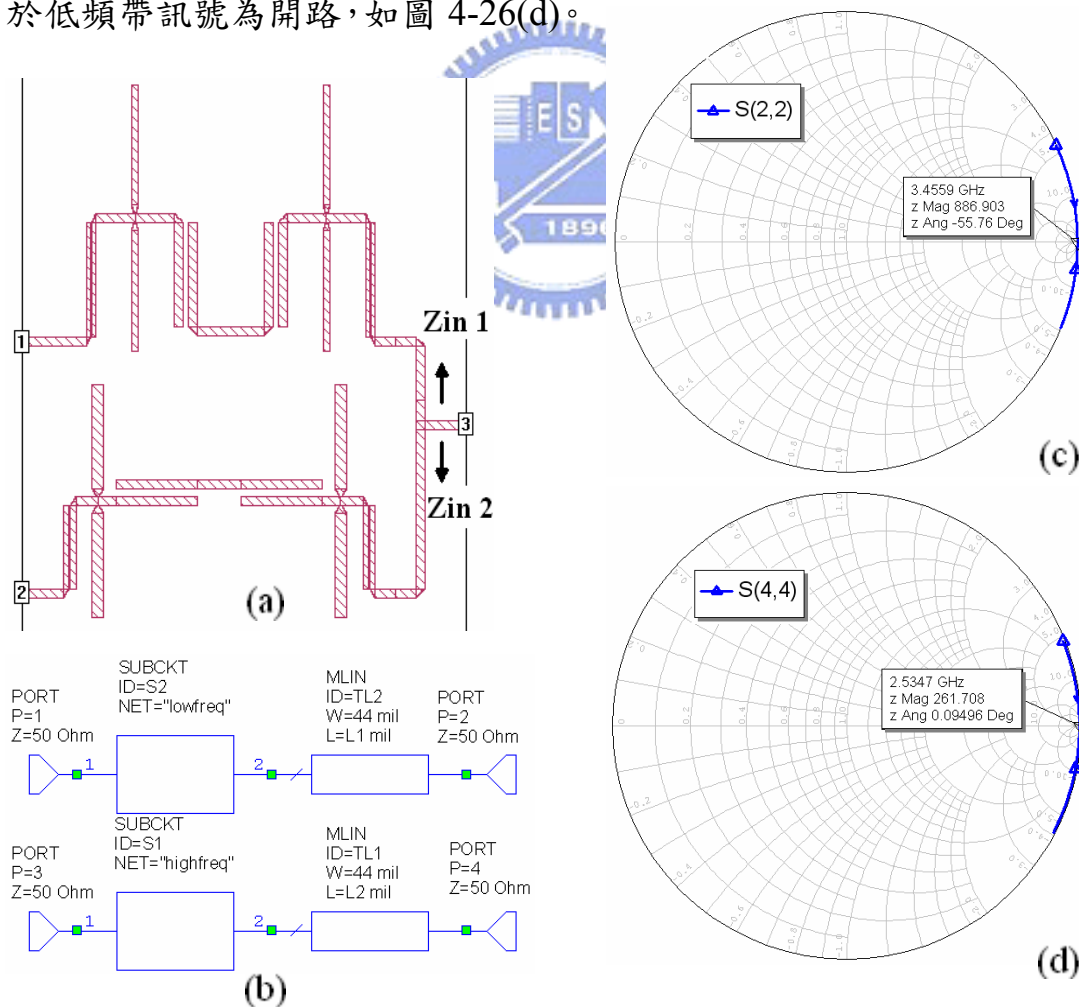 於低頻帶訊號為開路，如圖 4-26(d)。
1
2
3
Zin 1
Zin 2
(a)
SUBCKT
ID=S2
NET="lowfreq"
MLIN
ID=TL2
W=44 mil
L=L1 mil
PORT
P=1
Z=50 Ohm
PORT
P=2
Z=50 Ohm
1
2
SUBCKT
ID=S1
NET="highfreq"
MLIN
ID=TL1
W=44 mil
L=L2 mil
PORT
P=3
Z=50 Ohm
PORT
P=4
Z=50 Ohm
1
2
(b)
ES
1896
S(2,2)
3.4559 GHz
z Mag 886.903
z Ang -55.76 Deg
(c)
S(4,4)
2.5347 GHz
z Mag 261.708
z Ang 0.09496 Deg
(d)